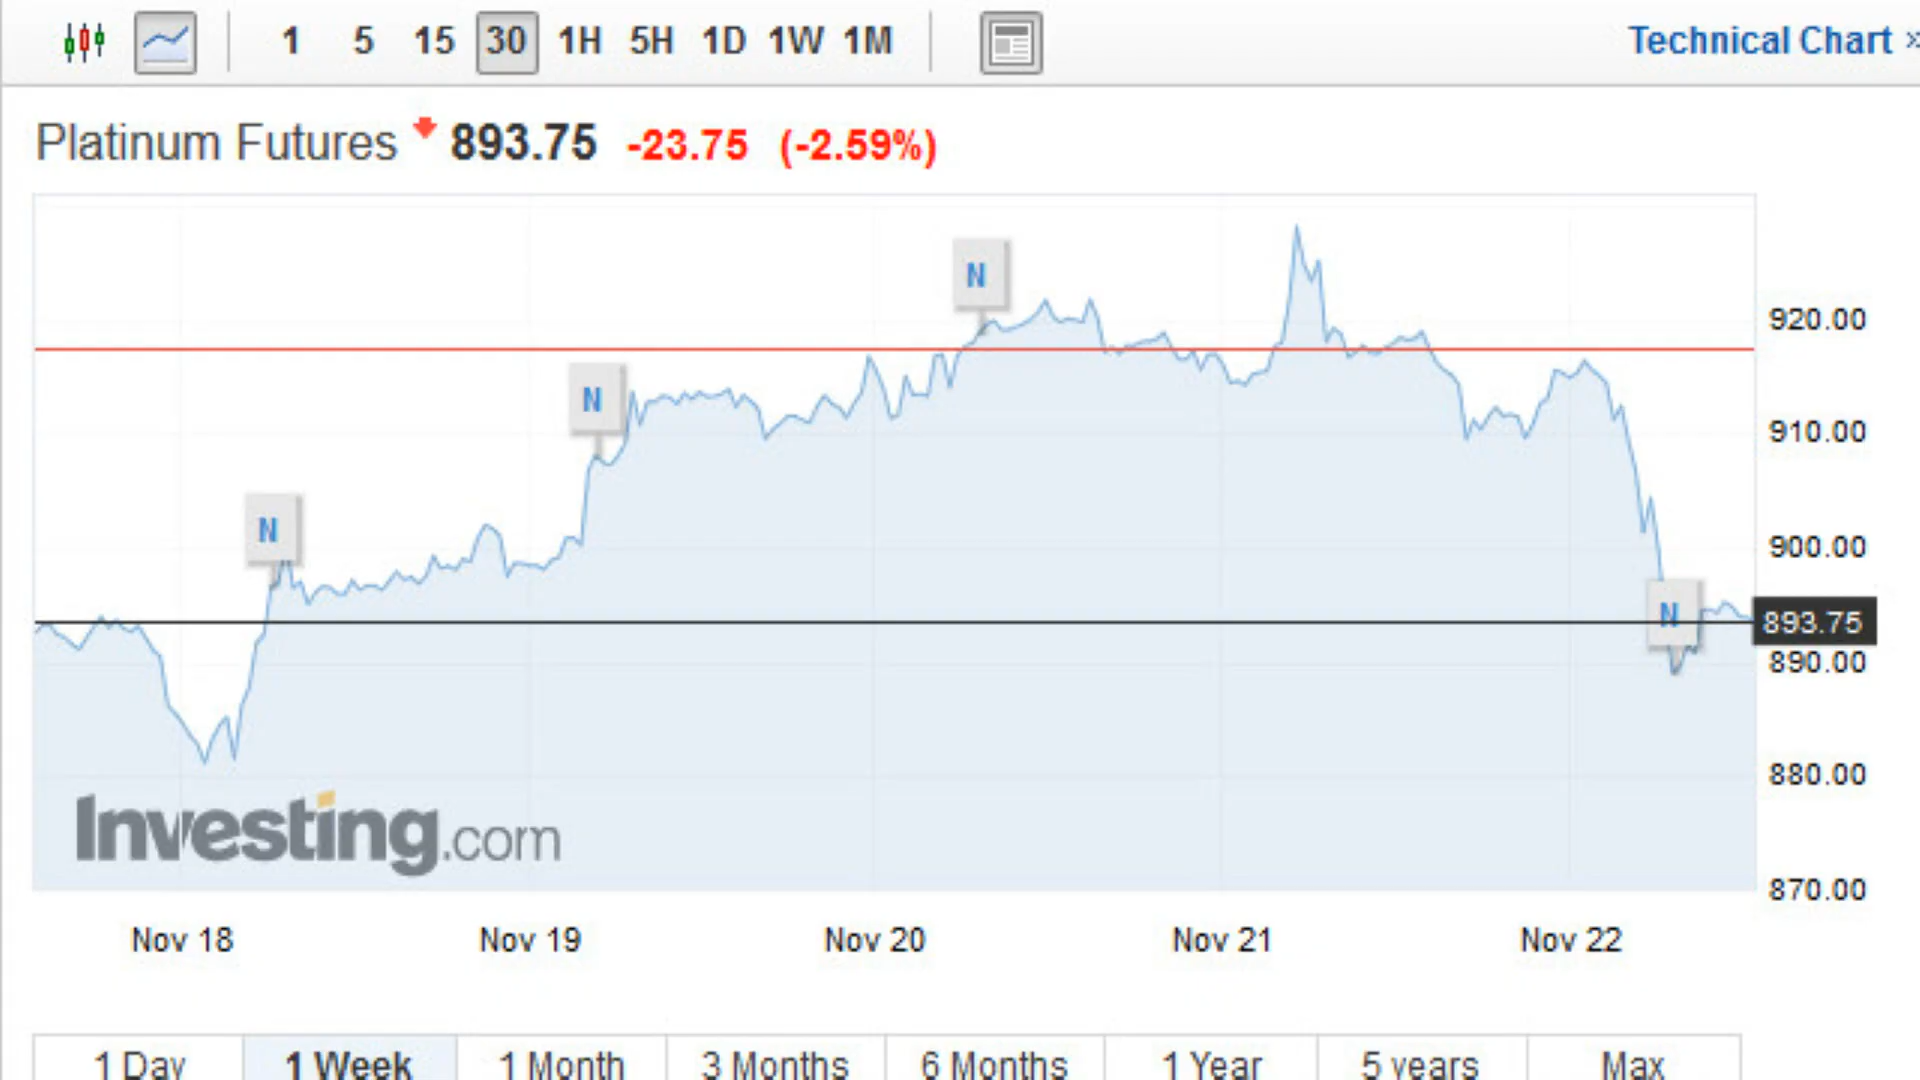 1 5 15 30 1H 5H 1D 1W 1M Technical Chart »
Platinum Futures 893.75 -23.75 (-2.59%)
N
920.00
N
910.00
N
900.00
N
893.75
890.00
880.00
Investing.com
870.00
Nov 18 Nov 19 Nov 20 Nov 21 Nov 22
1 Day 1 Week 1 Month 3 Months 6 Months 1 Year 5 years Max